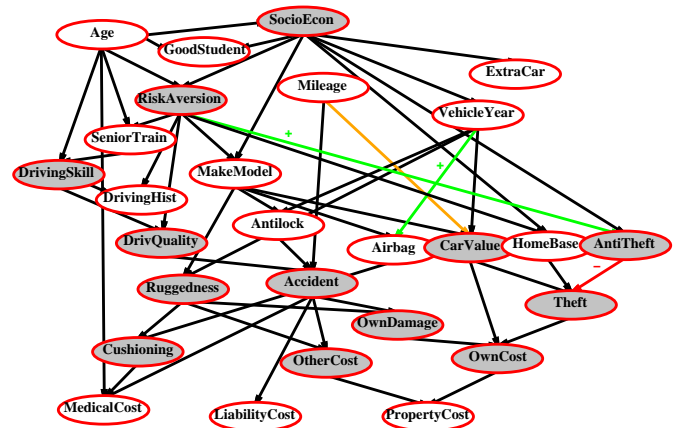 SocioEcon
Age
GoodStudent
ExtraCar
Mileage
RiskAversion
VehicleYear
+
SeniorTrain
+
DrivingSkill
MakeModel
DrivingHist
Antilock
DrivQuality
Airbag
CarValue
HomeBase
AntiTheft
−
Ruggedness
Accident
Theft
OwnDamage
Cushioning
OtherCost
OwnCost
MedicalCost
LiabilityCost
PropertyCost